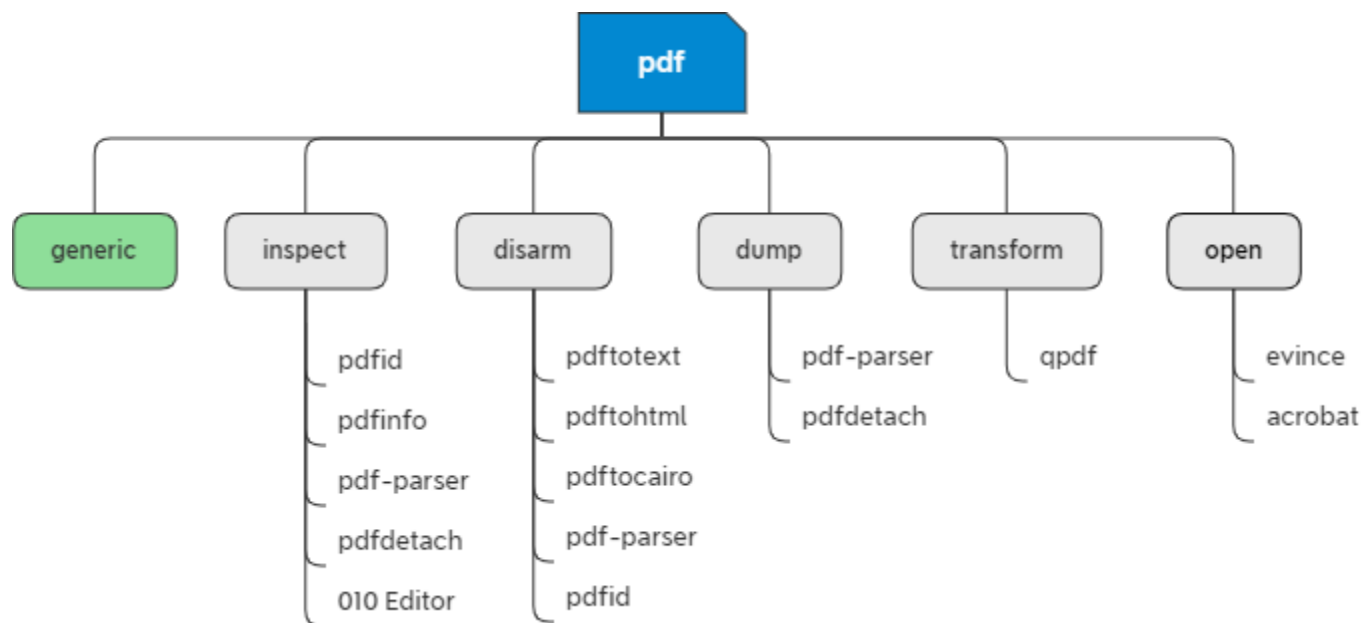 pdf
generic
inspect
disarm
dump
transform
open
pdfid
pdfinfo
pdf-parser
pdfdetach
010 Editor
pdftotext
pdftohtml
pdftocairo
pdf-parser
pdfid
pdf-parser
pdfdetach
qpdf
evince
acrobat